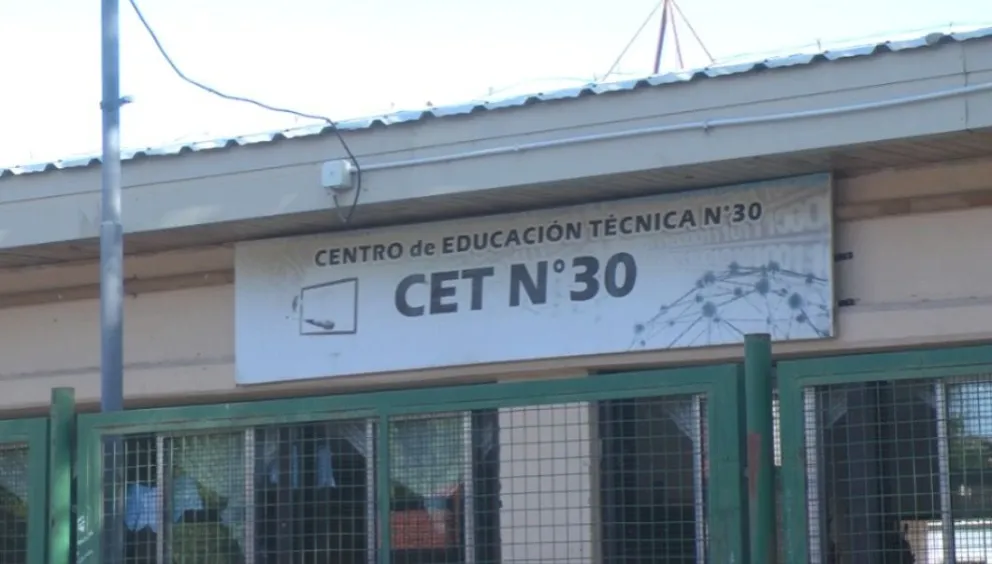 CENTRO de EDUCACIÓN TÉCNICA N°30
CET N°30